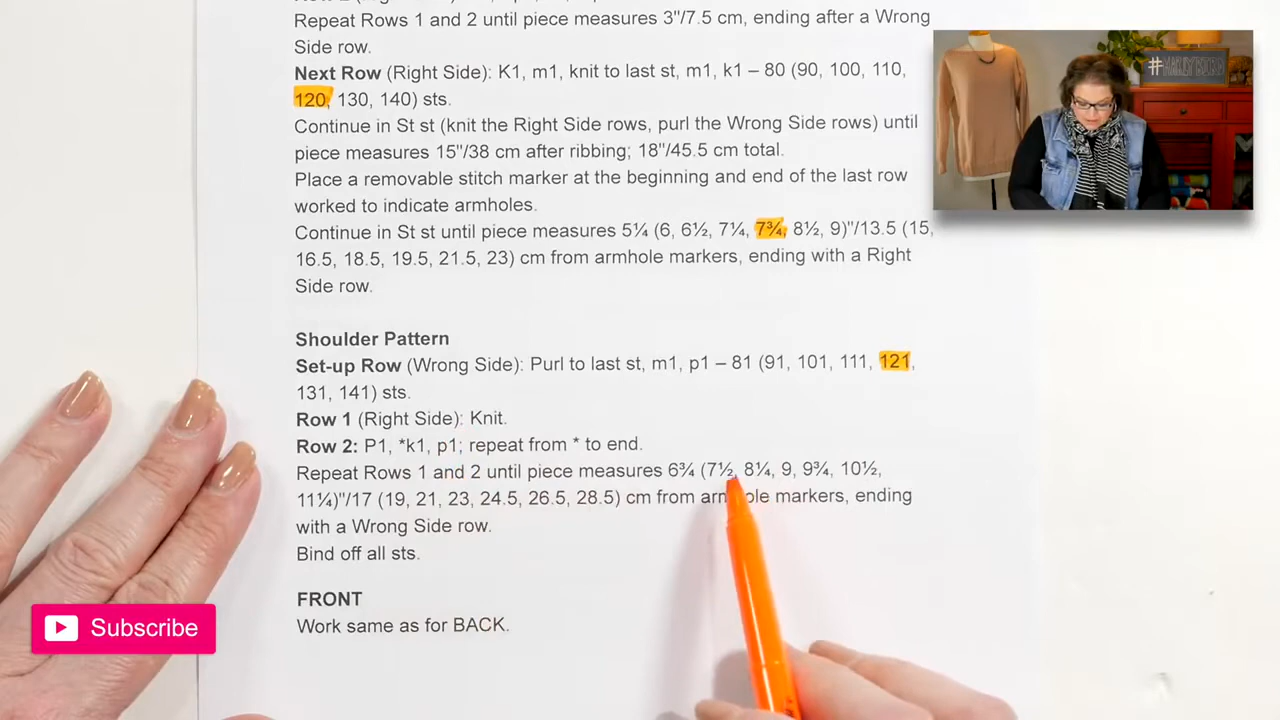 Repeat Rows 1 and 2 until piece measures 3"/7.5 cm, ending after a Wrong
Side row.
Next Row (Right Side): K1, m1, knit to last st, m1, k1 – 80 (90, 100, 110,
120, 130, 140) sts.
Continue in St st (knit the Right Side rows, purl the Wrong Side rows) until
piece measures 15"/38 cm after ribbing; 18"/45.5 cm total.
Place a removable stitch marker at the beginning and end of the last row
worked to indicate armholes.
Continue in St st until piece measures 5¼ (6, 6½, 7¼, 7¾, 8½, 9)"/13.5 (15,
16.5, 18.5, 19.5, 21.5, 23) cm from armhole markers, ending with a Right
Side row.
Shoulder Pattern
Set-up Row (Wrong Side): Purl to last st, m1, p1 – 81 (91, 101, 111, 121,
131, 141) sts.
Row 1 (Right Side): Knit.
Row 2: P1, *k1, p1; repeat from * to end.
Repeat Rows 1 and 2 until piece measures 6¾ (7½, 8¼, 9, 9¾, 10½,
11¼)"/17 (19, 21, 23, 24.5, 26.5, 28.5) cm from armhole markers, ending
with a Wrong Side row.
Bind off all sts.
FRONT
Work same as for BACK.
Subscribe